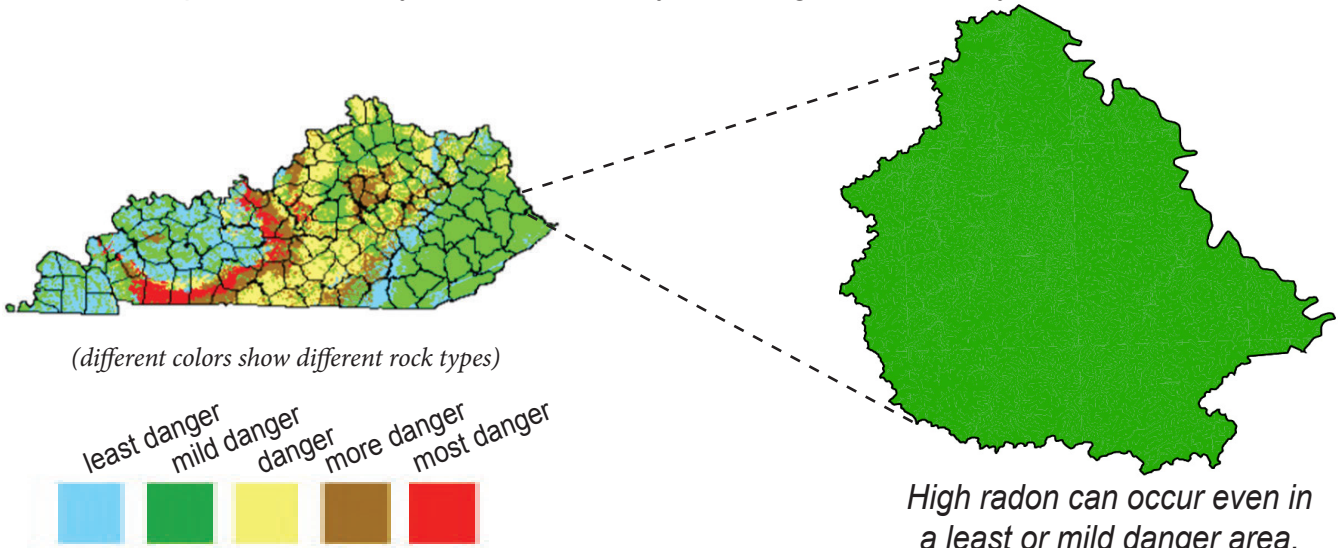 (different colors show different rock types)
least danger
mild danger
danger
more danger
most danger
High radon can occur even in
a least or mild danger area.